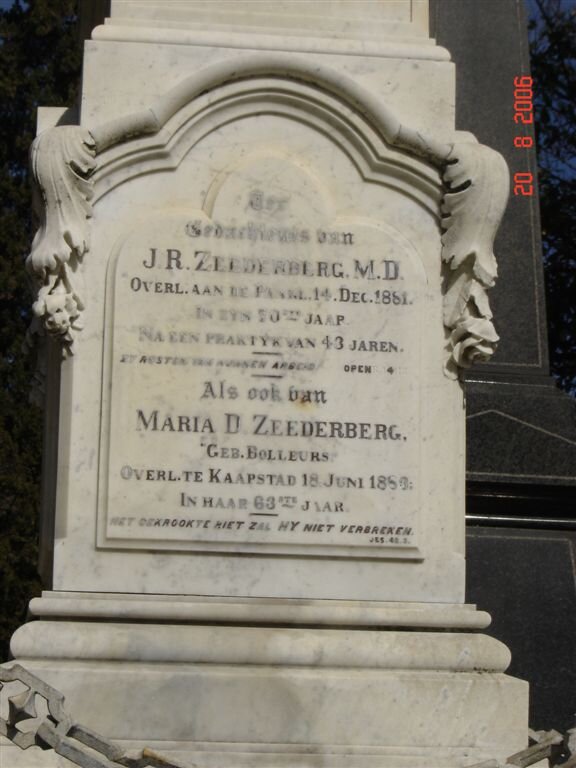 Ter
Gedachtenis van
J.R. ZEEDERBERG. M.D.
OVERL. AAN DE PAARL. 14. DEC. 1881.
IN ZYN 70STE JAAR.
NA EEN PRAKTYK VAN 43 JAREN.
ZY RUSTEN VAN HUNNEN ARBEID OPEN 4
Als ook van
MARIA D. ZEEDERBERG.
GEB. BOLLEURS.
OVERL. TE KAAPSTAD 18 JUNI 1889:
IN HAAR 63STE JAAR.
HET GEKROOKTE RIET ZAL HY NIET VERBREKEN.
JES. 42. 3.
20 8 2006